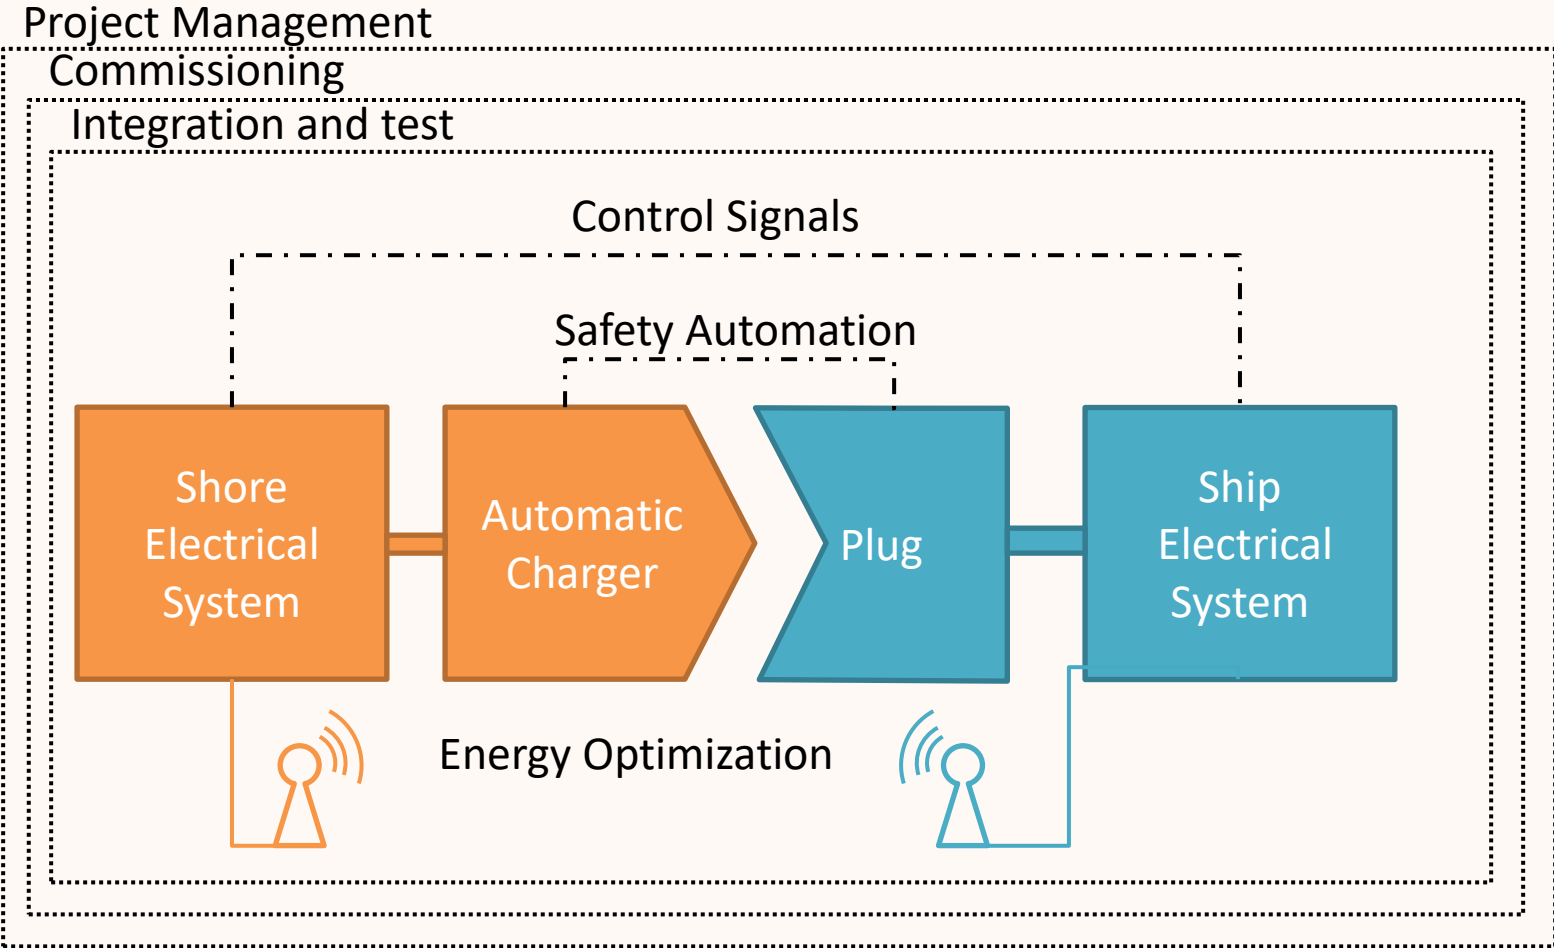 Project Management
Commissioning
Integration and test
Control Signals
Safety Automation
Shore
Electrical
System
Automatic
Charger
Plug
Ship
Electrical
System
Energy Optimization